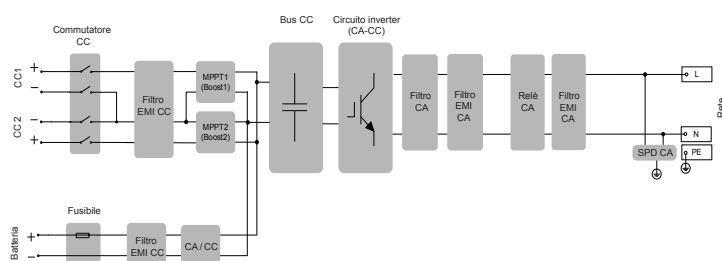 Commutatore
CC
Bus CC
Circuito inverter
(CA-CC)
CC1
+
−
CC 2
−
+
Filtro
EMI CC
MPPT1
(Boost1)
MPPT2
(Boost2)
Filtro
CA
Filtro
EMI
CA
Relè
CA
Filtro
EMI
CA
L
N
PE
Rete
SPD CA
Fusibile
Batteria
+
−
Filtro
EMI CC
CA / CC